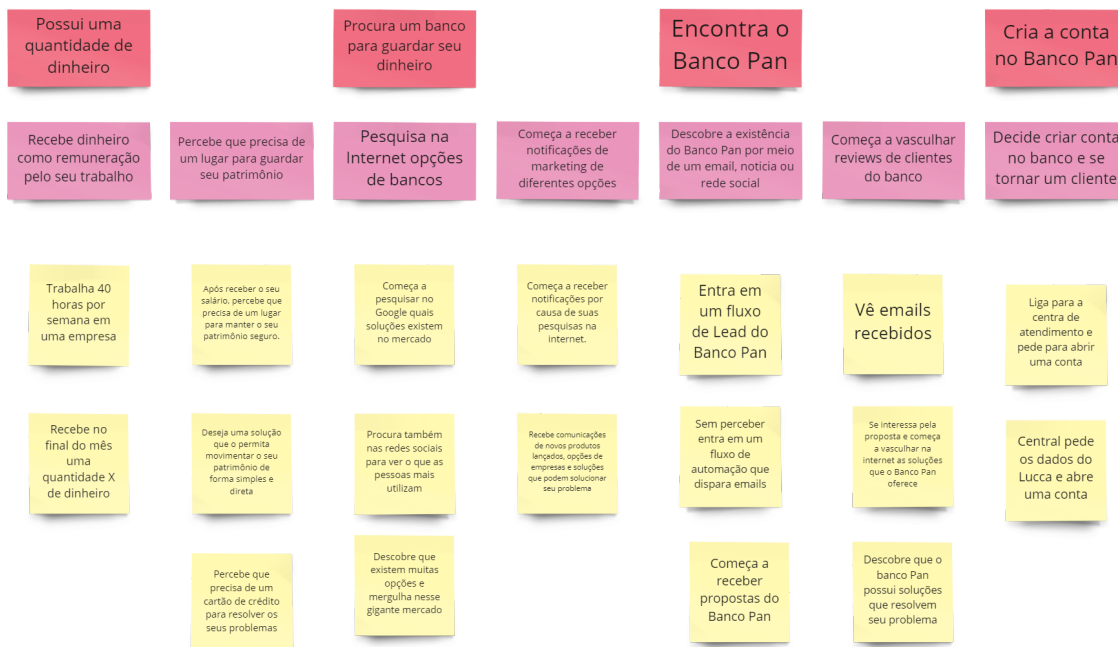 Possui uma
quantidade de
dinheiro
Procura um banco
para guardar seu
dinheiro
Encontra o
Banco Pan
Cria a conta
no Banco Pan
Recebe dinheiro
como remuneração
pelo seu trabalho
Percebe que precisa de
um lugar para guardar
seu patrimônio
Pesquisa na
Internet opções
de bancos
Começa a receber
notificações de
marketing de
diferentes opções
Descobre a existência
do Banco Pan por meio
de um email, noticia ou
rede social
Começa a vasculhar
reviews de clientes
do banco
Decide criar conta
no banco e se
tornar um cliente
Trabalha 40
horas por
semana em
uma empresa
Após receber o seu
salário, percebe que
precisa de um lugar
para manter o seu
patrimônio seguro.
Começa a
pesquisar no
Google quais
soluções existem
no mercado
Começa a receber
notificações por
causa de suas
pesquisas na
internet.
Entra em
um fluxo
de Lead do
Banco Pan
Vê emails
recebidos
Liga para a
centra de
atendimento e
pede para abrir
uma conta
Recebe no
final do mês
uma
quantidade X
de dinheiro
Deseja uma solução
que o permita
movimentar o seu
patrimônio de
forma simples e
direta
Procura também
nas redes sociais
para ver o que as
pessoas mais
utilizam
Recebe comunicações
de novos produtos
lançados, opções de
empresas e soluções
que podem solucionar
seu problema
Sem perceber
entra em um
fluxo de
automação que
dispara emails
Se interessa pela
proposta e começa
a vasculhar na
internet as soluções
que o Banco Pan
oferece
Central pede
os dados do
Lucca e abre
uma conta
Percebe que
precisa de um
cartão de crédito
para resolver os
seus problemas
Descobre que
existem muitas
opções e
mergulha nesse
gigante mercado
Começa a
receber
propostas do
Banco Pan
Descobre que o
banco Pan
possui soluções
que resolvem
seu problema